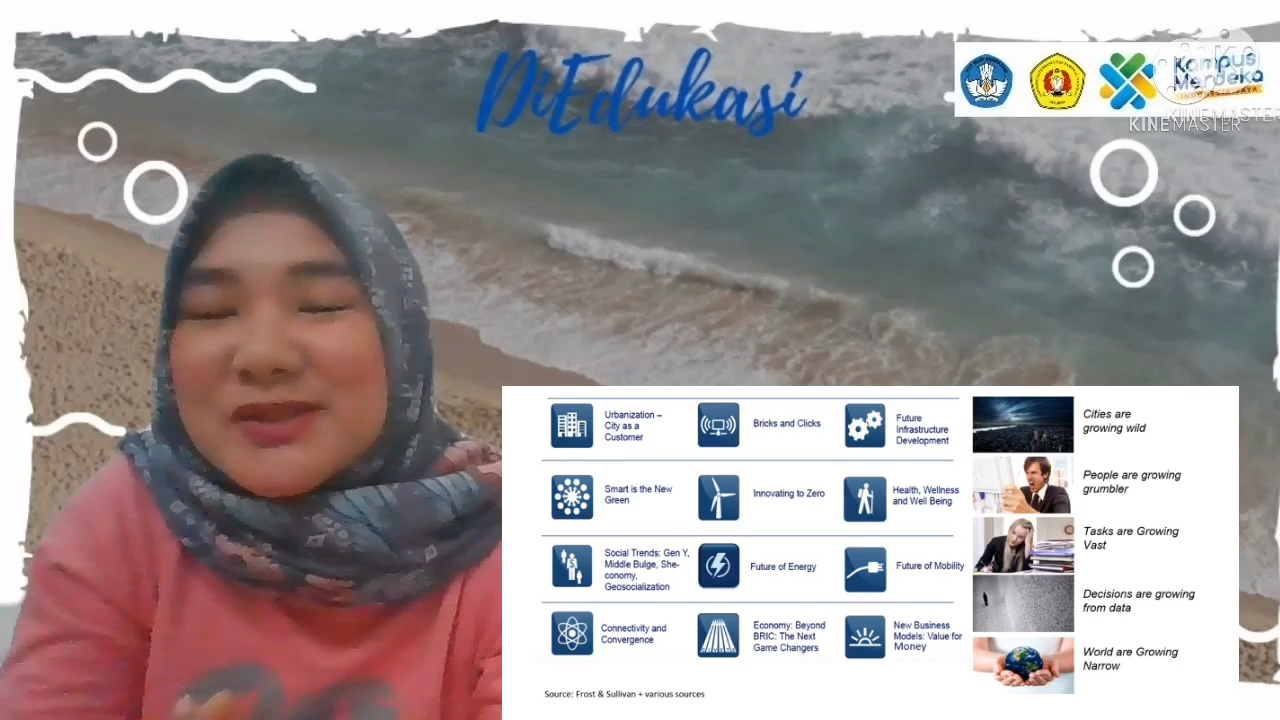 DiEdukasi
Kampus
Merdeka
INDONESIA JAYA
KINEMASTER
KINEMASTER
Urbanization –
City as a
Customer
Bricks and Clicks
Future
Infrastructure
Development
Smart is the New
Green
Innovating to Zero
Health, Wellness
and Well Being
Social Trends: Gen Y,
Middle Bulge, She-
conomy,
Geosocialization
Future of Energy
Future of Mobility
Connectivity and
Convergence
Economy: Beyond
BRIC: The Next
Game Changers
New Business
Models: Value for
Money
Source: Frost & Sullivan + various sources
Cities are
growing wild
People are growing
grumbler
Tasks are Growing
Vast
Decisions are growing
from data
World are Growing
Narrow